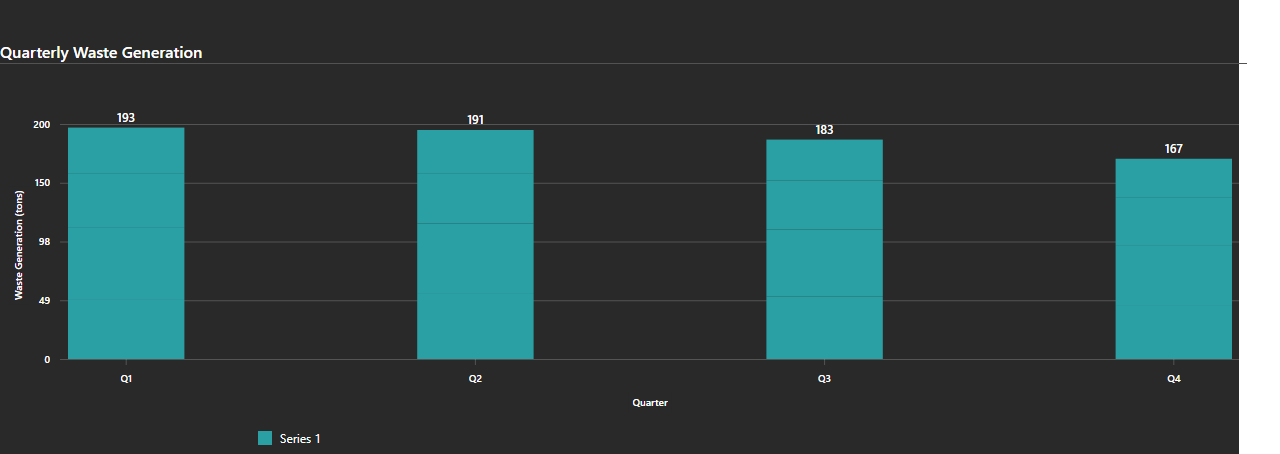 Quarterly Waste Generation
193
191
183
167
200
150
98
49
0
Waste Generation (tons)
Q1 Q2 Q3 Q4
Quarter
Series 1